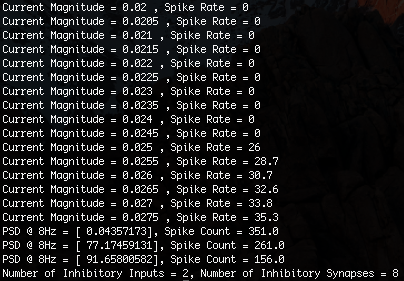 Current Magnitude = 0.02 , Spike Rate = 0
Current Magnitude = 0.0205 , Spike Rate = 0
Current Magnitude = 0.021 , Spike Rate = 0
Current Magnitude = 0.0215 , Spike Rate = 0
Current Magnitude = 0.022 , Spike Rate = 0
Current Magnitude = 0.0225 , Spike Rate = 0
Current Magnitude = 0.023 , Spike Rate = 0
Current Magnitude = 0.0235 , Spike Rate = 0
Current Magnitude = 0.024 , Spike Rate = 0
Current Magnitude = 0.0245 , Spike Rate = 0
Current Magnitude = 0.025 , Spike Rate = 26
Current Magnitude = 0.0255 , Spike Rate = 28.7
Current Magnitude = 0.026 , Spike Rate = 30.7
Current Magnitude = 0.0265 , Spike Rate = 32.6
Current Magnitude = 0.027 , Spike Rate = 33.8
Current Magnitude = 0.0275 , Spike Rate = 35.3
PSD @ 8Hz = [ 0.04357173], Spike Count = 351.0
PSD @ 8Hz = [ 77.17459131], Spike Count = 261.0
PSD @ 8Hz = [ 91.65800582], Spike Count = 156.0
Number of Inhibitory Inputs = 2, Number of Inhibitory Synapses = 8